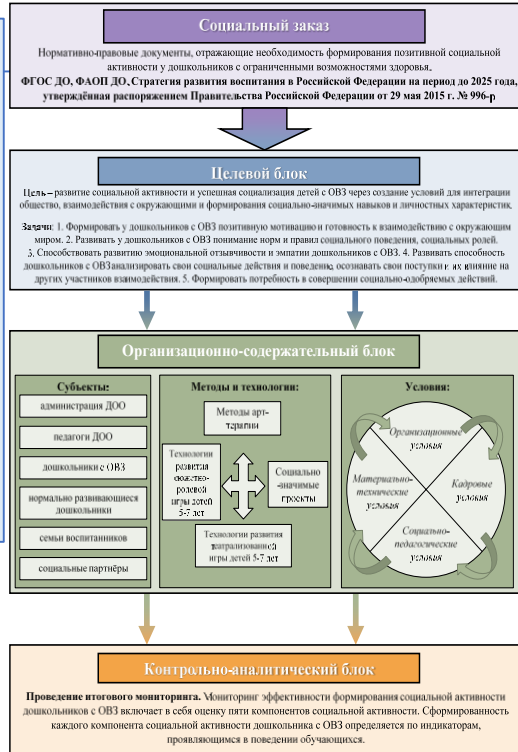 Социальный заказ
Нормативно-правовые документы, отражающие необходимость формирования позитивной социальной
активности у дошкольников с ограниченными возможностями здоровья,
ФГОС ДО, ФАОП ДО, Стратегия развития воспитания в Российской Федерации на период до 2025 года,
утверждённая распоряжением Правительства Российской Федерации от 29 мая 2015 г. № 996-р
Целевой блок
Цель – развитие социальной активности и успешная социализация детей с ОВЗ через создание условий для интеграции
общество, взаимодействия с окружающими и формирования социально-значимых навыков и личностных характеристик.
Задачи: 1. Формировать у дошкольников с ОВЗ позитивную мотивацию и готовность к взаимодействию с окружающим
миром. 2. Развивать у дошкольников с ОВЗ понимание норм и правил социального поведения, социальных ролей.
3. Способствовать развитию эмоциональной отзывчивости и эмпатии дошкольников с ОВЗ. 4. Развивать способность
дошкольников с ОВЗ анализировать свои социальные действия и поведение, осознавать свои поступки и их влияние на
других участников взаимодействия. 5. Формировать потребность в совершении социально-одобряемых действий.
Организационно-содержательный блок
Субъекты:
администрация ДОО
педагоги ДОО
дошкольники с ОВЗ
нормально развивающиеся
дошкольники
семьи воспитанников
социальные партнёры
Методы и технологии:
Методы арт-
терапии
Технологии
развития
сюжетно-
ролевой
игры детей
5-7 лет
Социально
-значимые
проекты
Технологии развития
театрализованной
игры детей 5-7 лет
Условия:
Организационные
условия
Материально-
технические
условия
Кадровые
условия
Социально-
педагогические
условия
Контрольно-аналитический блок
Проведение итогового мониторинга. Мониторинг эффективности формирования социальной активности
дошкольников с ОВЗ включает в себя оценку пяти компонентов социальной активности. Сформированность
каждого компонента социальной активности дошкольника с ОВЗ определяется по индикаторам,
проявляющимся в поведении обучающихся.